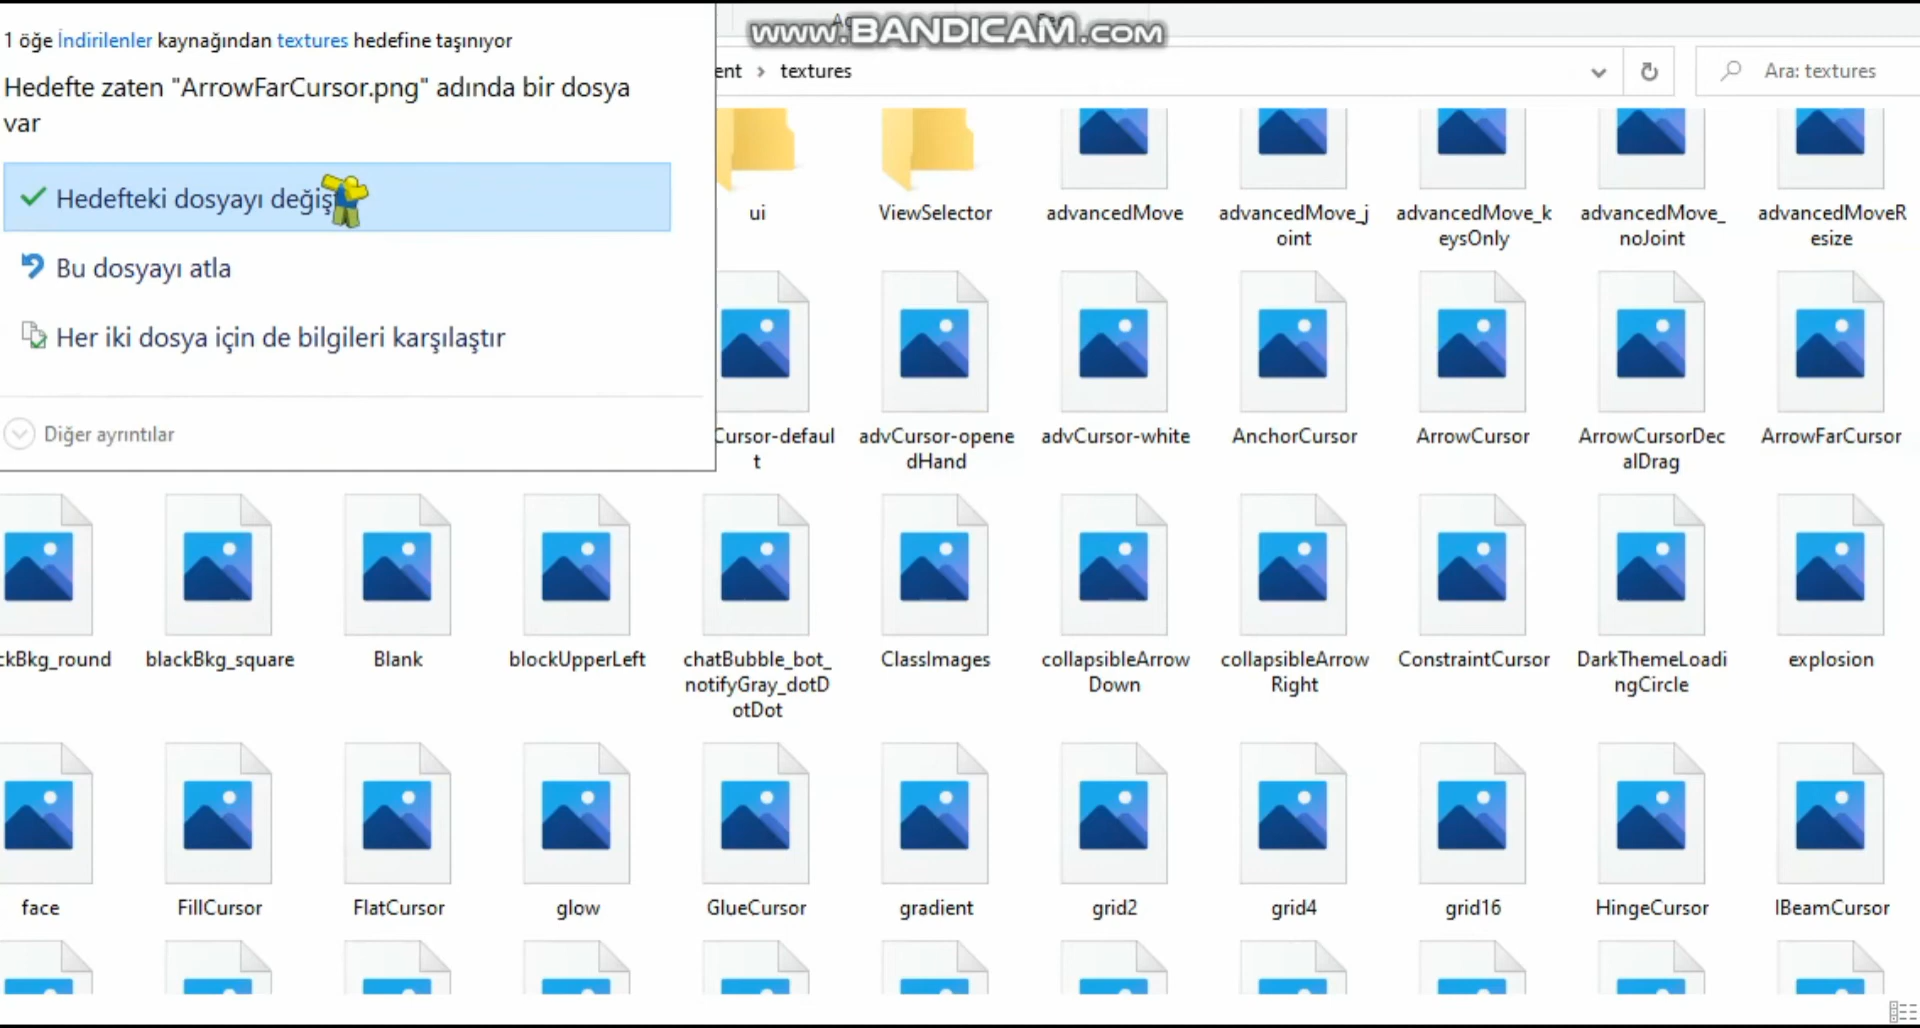 www.BANDICAM.com
1 öğe İndirilenler kaynağından textures hedefine taşınıyor
Hedefte zaten "ArrowFarCursor.png" adında bir dosya
var
Hedefteki dosyayı
Bu dosyayı atla
Her iki dosya için de bilgileri karşılaştır
Diğer ayrıntılar
ent > textures
Ara: textures
ui
ViewSelector
advancedMove
advancedMove_j
oint
advancedMove_k
eysOnly
advancedMove_
noJoint
advancedMoveR
esize
Cursor-defaul
t
advCursor-opene
dHand
advCursor-white
AnchorCursor
ArrowCursor
ArrowCursorDec
alDrag
ArrowFarCursor
ckBkg_round
blackBkg_square
Blank
blockUpperLeft
chatBubble_bot_
notifyGray_dotD
otDot
ClassImages
collapsibleArrow
Down
collapsibleArrow
Right
ConstraintCursor
DarkThemeLoadi
ngCircle
explosion
face
FillCursor
FlatCursor
glow
GlueCursor
gradient
grid2
grid4
grid16
HingeCursor
IBeamCursor